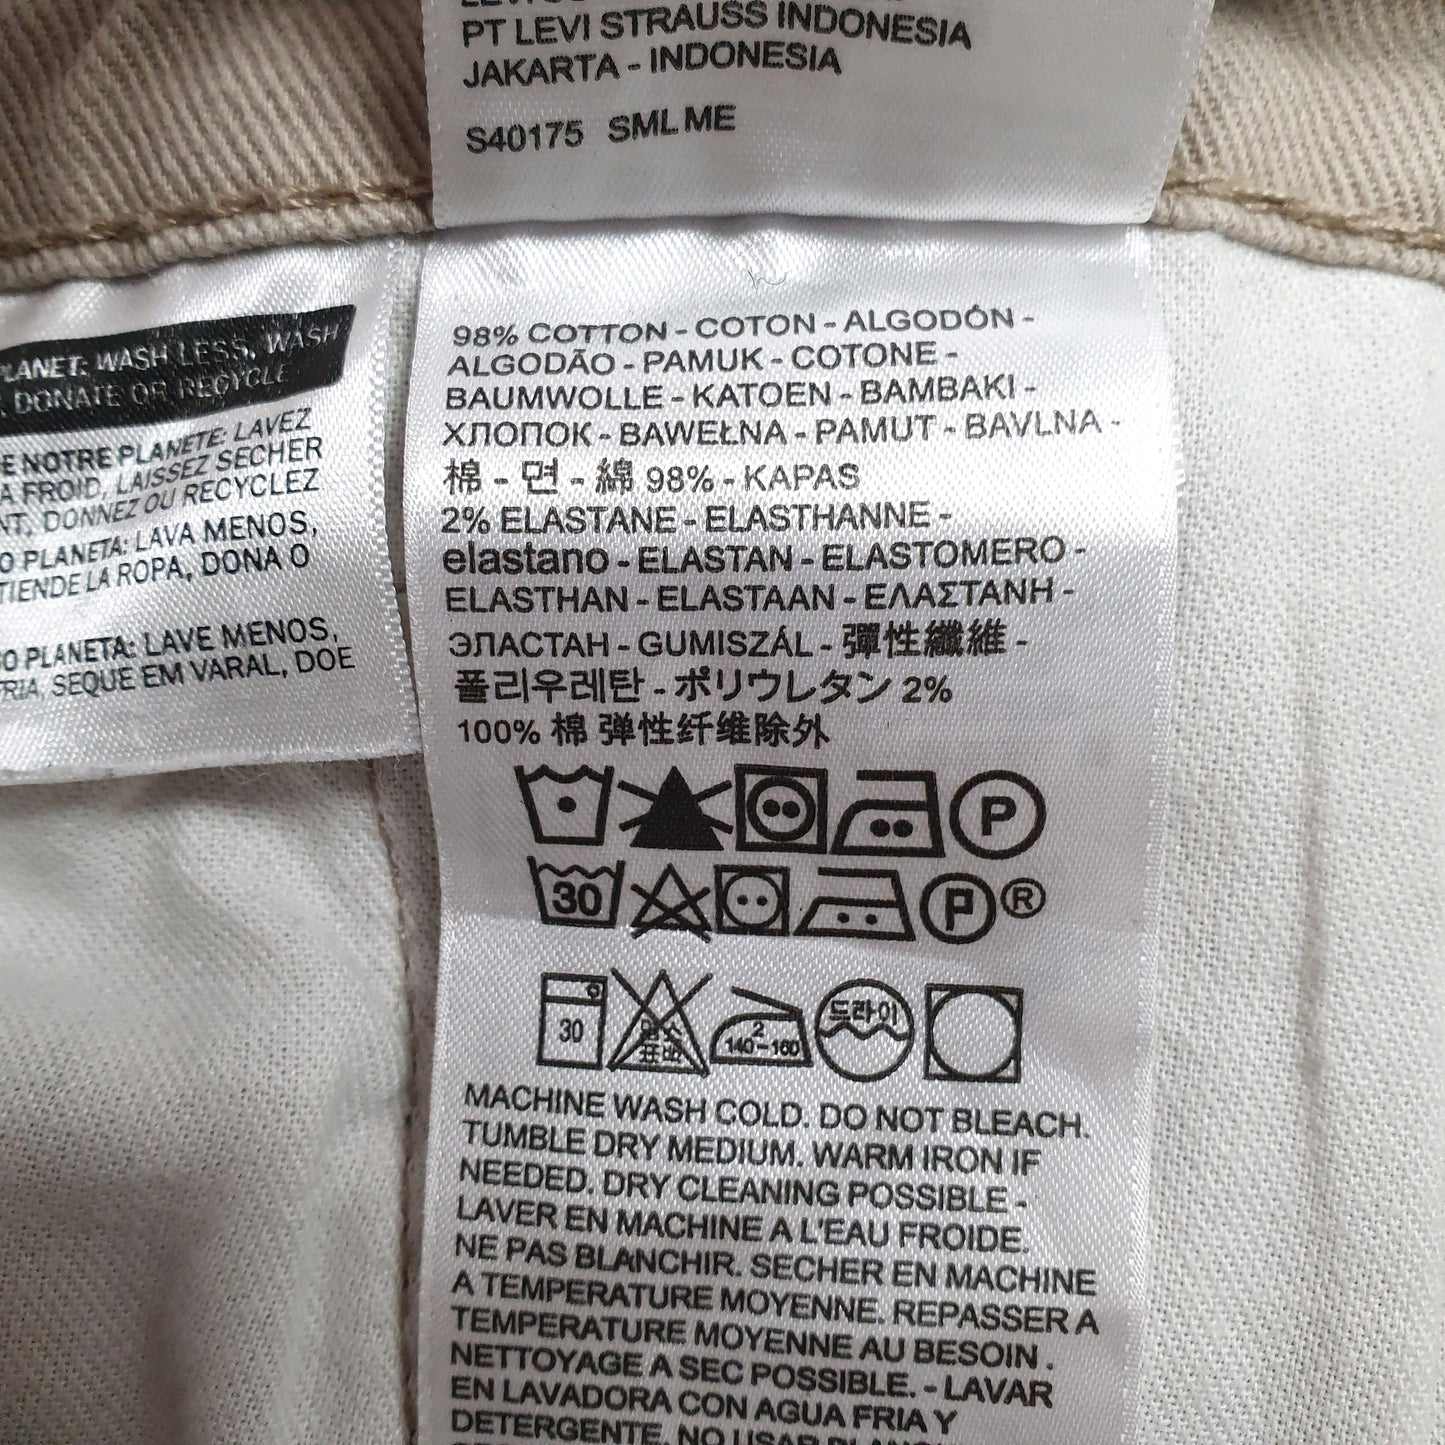 PT LEVI STRAUSS INDONESIA
JAKARTA - INDONESIA
S40175 SML ME
PLANET: WASH LESS, WASH
DONATE OR RECYCLE
E NOTRE PLANETE: LAVEZ
A FROID, LAISSEZ SECHER
NT, DONNEZ OU RECYCLEZ
O PLANETA: LAVA MENOS,
TIENDE LA ROPA, DONA O
O PLANETA: LAVE MENOS,
FRIA, SEQUE EM VARAL, DOE
98% COTTON - COTON - ALGODÓN -
ALGODÃO - PAMUK - COTONE -
BAUMWOLLE - KATOEN - BAMBAKI -
ХЛОПОК - BAWEŁNA - PAMUT - BAVLNA -
棉 - 면 - 綿 98% - KAPAS
2% ELASTANE - ELASTHANNE -
elastano - ELASTAN - ELASTOMERO -
ELASTHAN - ELASTAAN - ΕΛΑΣΤΑΝΗ -
ЭЛАСТАН - GUMISZÁL - 彈性纖維 -
폴리우레탄 - ポリウレタン 2%
100% 棉 弹性纤维除外
P
30 P ®
30 2 140-160 드라이
MACHINE WASH COLD. DO NOT BLEACH.
TUMBLE DRY MEDIUM. WARM IRON IF
NEEDED. DRY CLEANING POSSIBLE -
LAVER EN MACHINE A L'EAU FROIDE.
NE PAS BLANCHIR. SECHER EN MACHINE
A TEMPERATURE MOYENNE. REPASSER A
TEMPERATURE MOYENNE AU BESOIN .
NETTOYAGE A SEC POSSIBLE. - LAVAR
EN LAVADORA CON AGUA FRIA Y
DETERGENTE. NO USAR